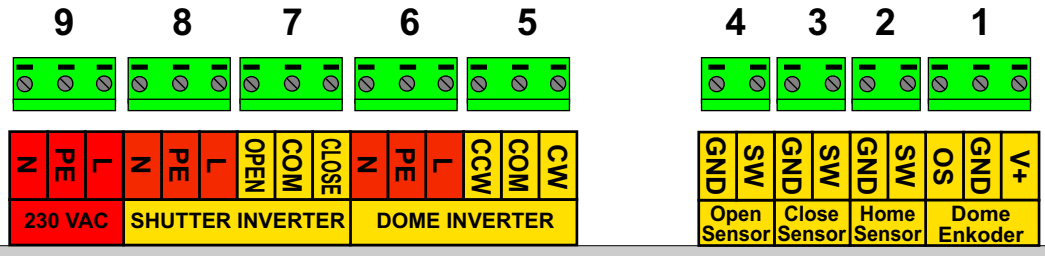 9 8 7 6 5 4 3 2 1
N PE L N PE L OPEN COM CLOSE N PE L CCW COM CW GND SW GND SW GND SW OS GND V+
230 VAC SHUTTER INVERTER DOME INVERTER
Open Sensor
Close Sensor
Home Sensor
Dome Enkoder